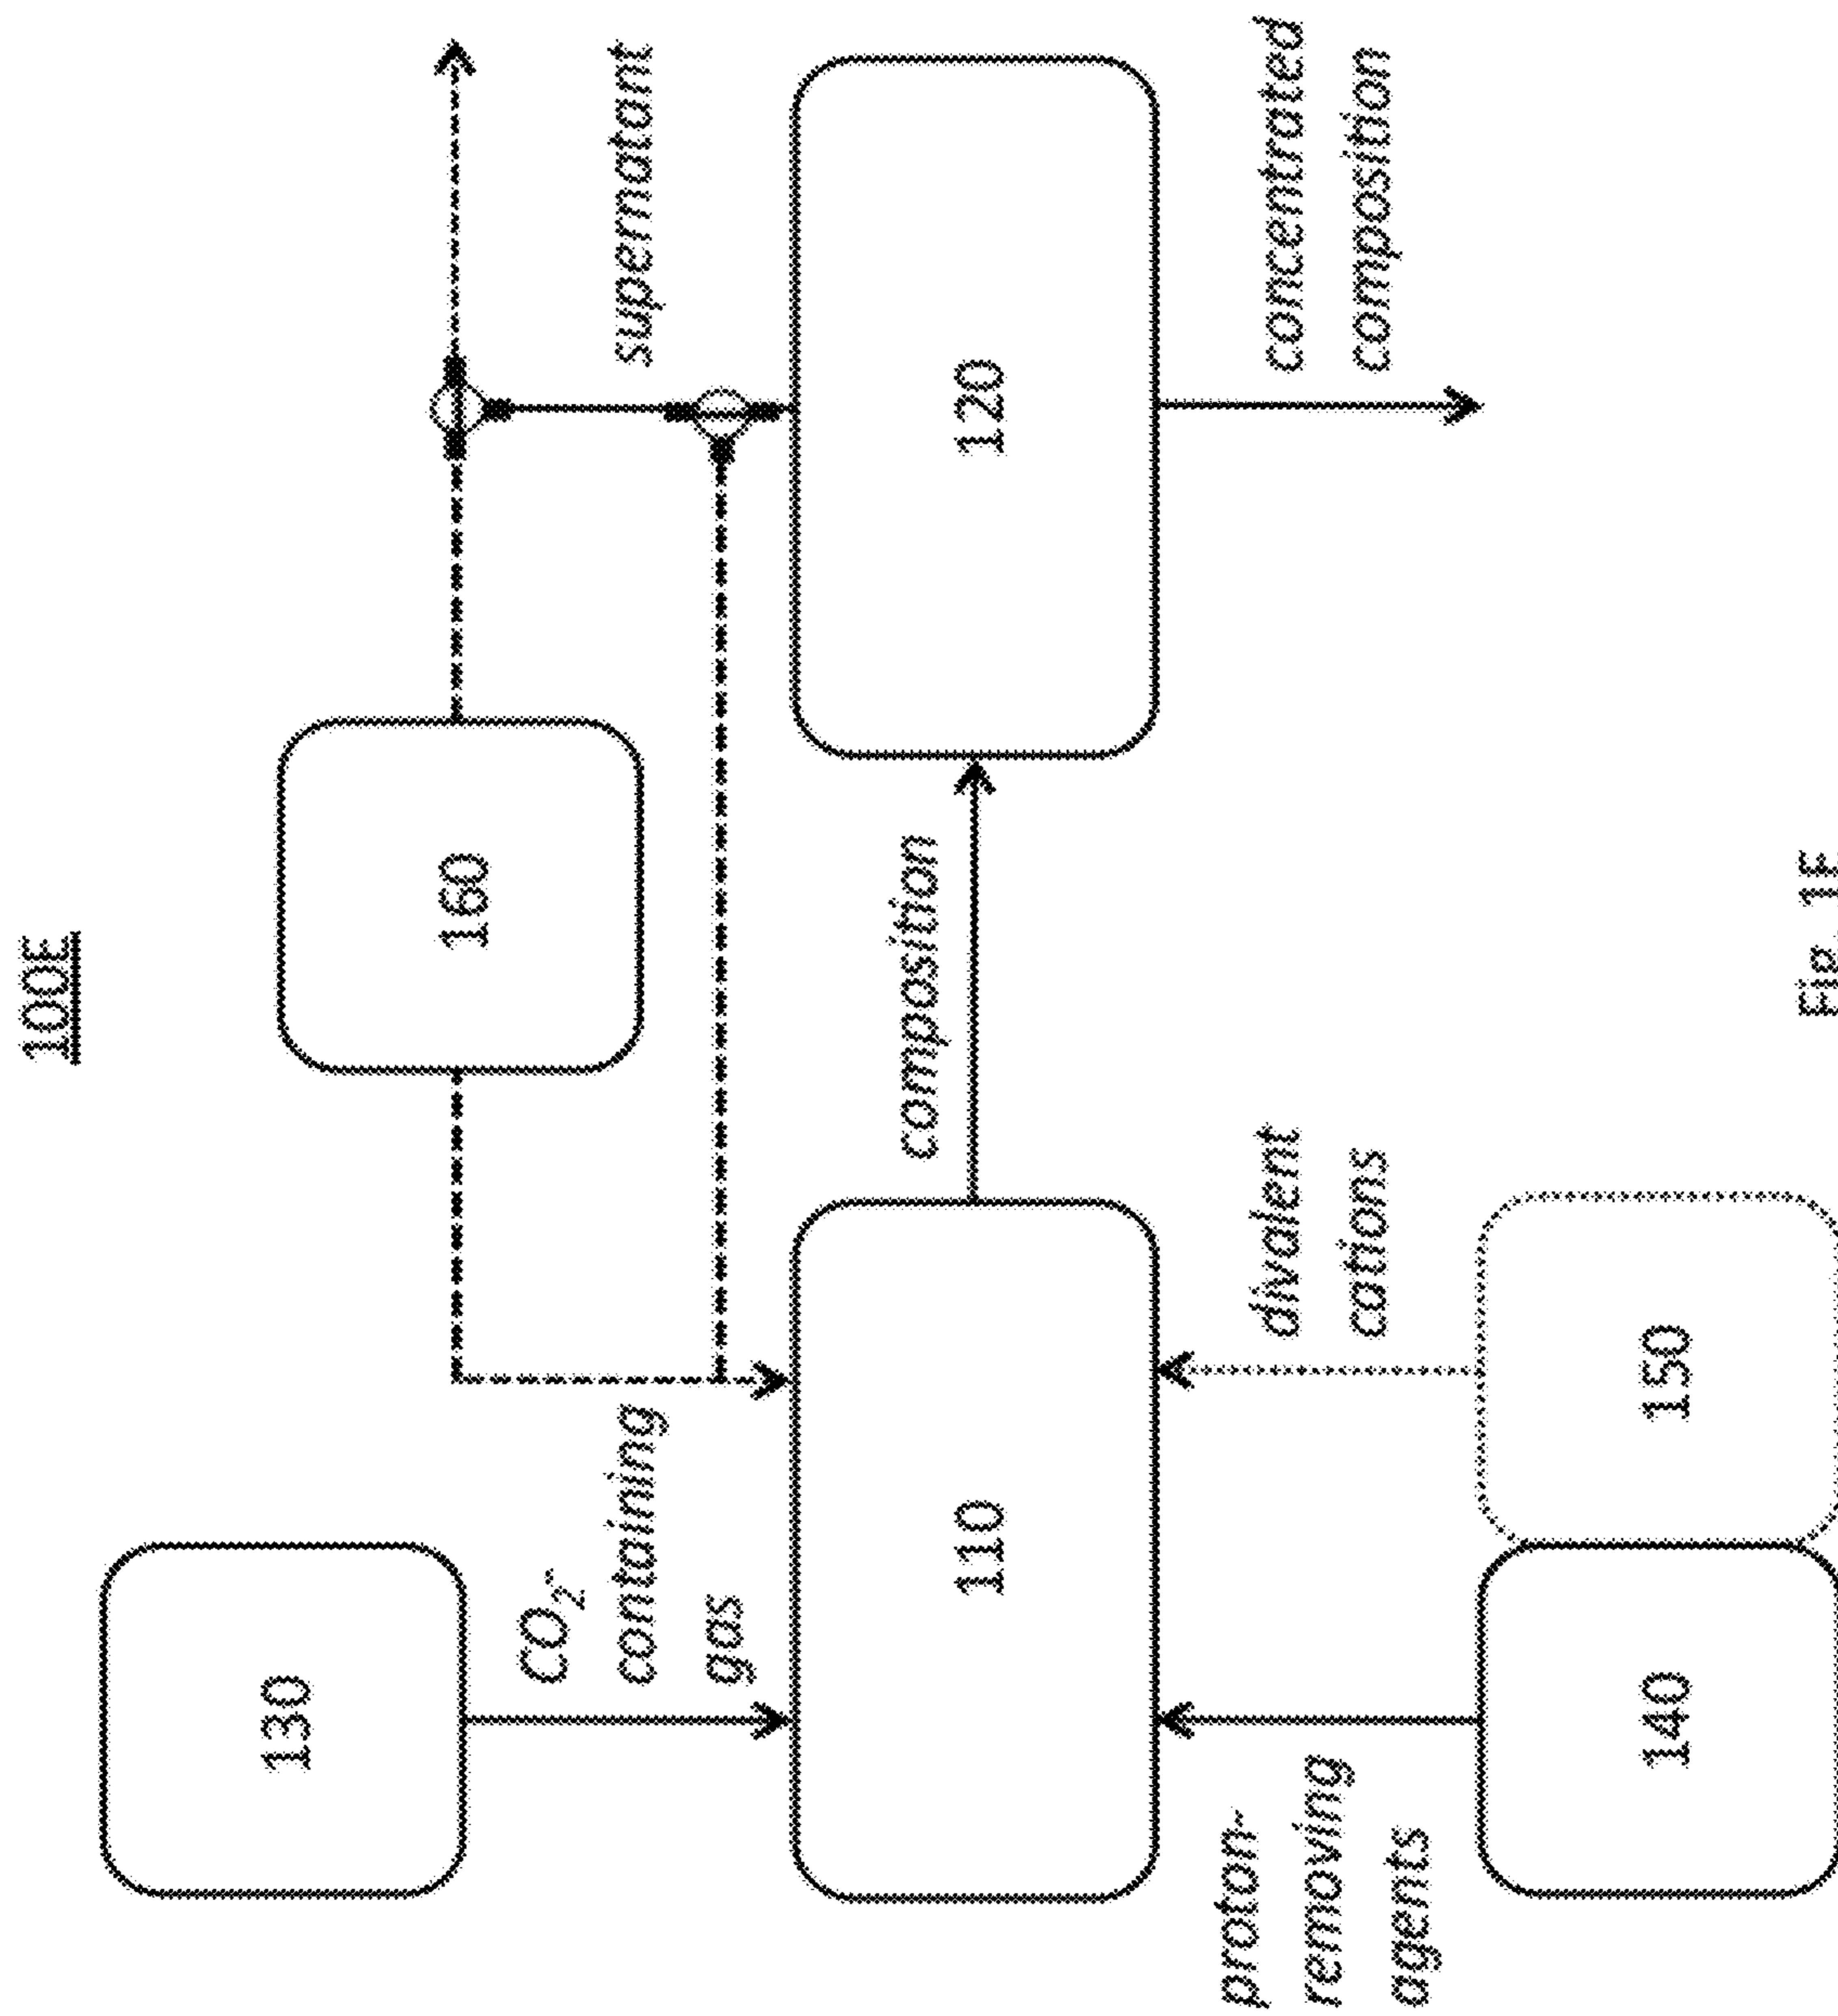 100E
130
160
CO2-
containing
gas
supernatant
composition
110
120
proton-
removing
agents
divalent
cations
concentrated
composition
140
150
Fig. 1E